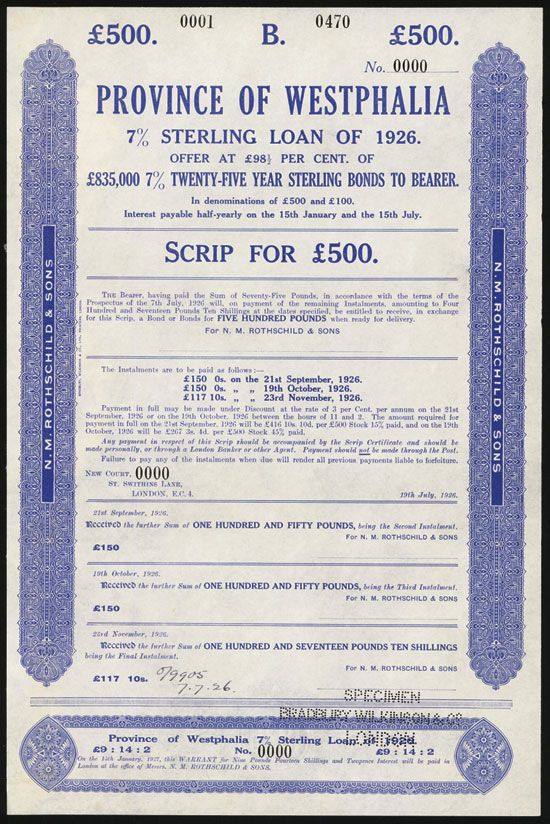 0001 0470
£500. B. £500.
No. 0000
PROVINCE OF WESTPHALIA
7% STERLING LOAN OF 1926.
OFFER AT £98½ PER CENT. OF
£835,000 7% TWENTY-FIVE YEAR STERLING BONDS TO BEARER.
In denominations of £500 and £100.
Interest payable half-yearly on the 15th January and the 15th July.
SCRIP FOR £500.
THE Bearer, having paid the Sum of Seventy-Five Pounds, in accordance with the terms of the
Prospectus of the 7th July, 1926 will, on payment of the remaining Instalments, amounting to Four
Hundred and Seventeen Pounds Ten Shillings at the dates specified, be entitled to receive, in exchange
for this Scrip, a Bond or Bonds for FIVE HUNDRED POUNDS when ready for delivery.
For N. M. ROTHSCHILD & SONS
The Instalments are to be paid as follows:—
£150 0s. on the 21st September, 1926.
£150 0s. „ „ 19th October, 1926.
£117 10s. „ „ 23rd November, 1926.
Payment in full may be made under Discount at the rate of 3 per Cent. per annum on the 21st
September, 1926 or on the 19th October, 1926 between the hours of 11 and 2. The amount required for
payment in full on the 21st September, 1926 will be £416 10s. 10d. per £500 Stock 15% paid, and on the 19th
October, 1926 will be £267 3s. 4d. per £500 Stock 45% paid.
Any payment in respect of this Scrip should be accompanied by the Scrip Certificate and should be
made personally, or through a London Banker or other Agent. Payment should not be made through the Post.
Failure to pay any of the instalments when due will render all previous payments liable to forfeiture.
NEW COURT, 0000
ST. SWITHINS LANE,
LONDON, E.C. 4. 19th July, 1926.
21st September, 1926.
Received the further Sum of ONE HUNDRED AND FIFTY POUNDS, being the Second Instalment.
For N. M. ROTHSCHILD & SONS
£150
19th October, 1926.
Received the further Sum of ONE HUNDRED AND FIFTY POUNDS, being the Third Instalment.
For N. M. ROTHSCHILD & SONS
£150
23rd November, 1926.
Received the further Sum of ONE HUNDRED AND SEVENTEEN POUNDS TEN SHILLINGS
being the Final Instalment.
For N. M. ROTHSCHILD & SONS
£117 10s. 0/9905
7.7.26.
SPECIMEN
BRADBURY, WILKINSON & CO.
LONDON
Province of Westphalia 7% Sterling Loan of 1926
£9 : 14 : 2 No. 0000 £9 : 14 : 2
On the 15th January, 1927, this WARRANT for Nine Pounds Fourteen Shillings and Twopence Interest will be paid in
London at the office of Messrs. N. M. ROTHSCHILD & SONS.
N. M. ROTHSCHILD & SONS
N. M. ROTHSCHILD & SONS